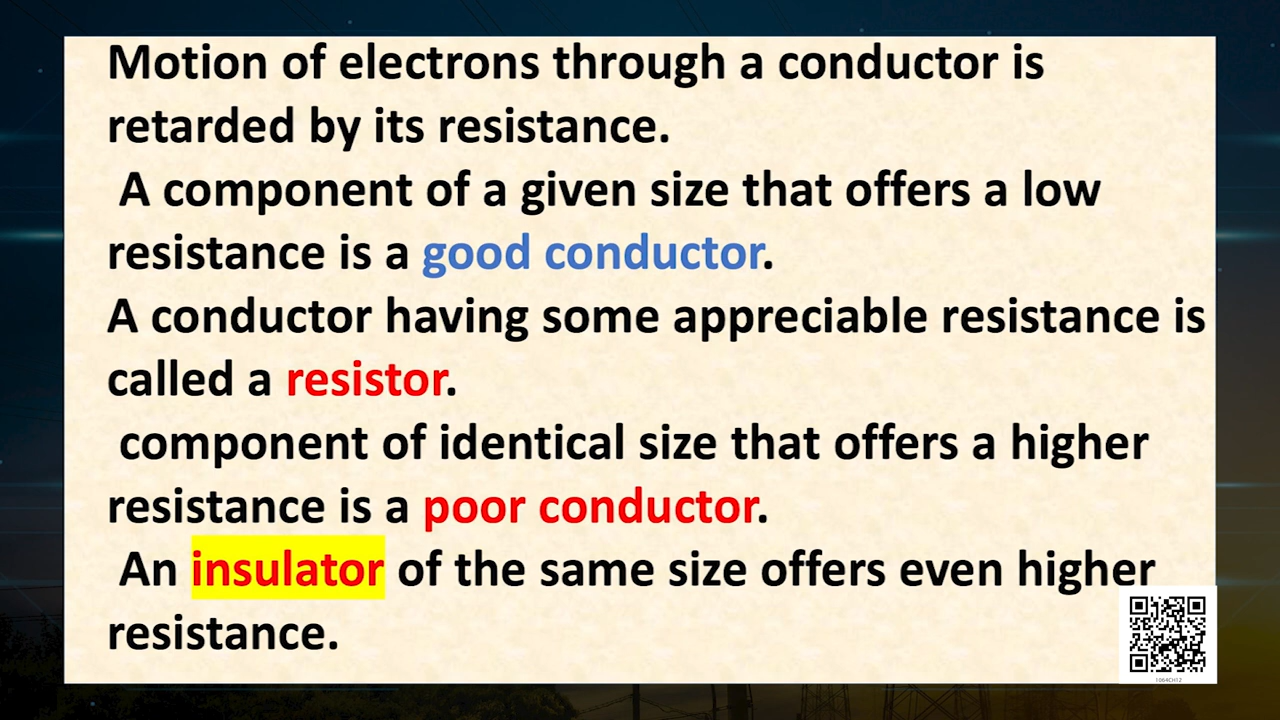 Motion of electrons through a conductor is
retarded by its resistance.
A component of a given size that offers a low
resistance is a good conductor.
A conductor having some appreciable resistance is
called a resistor.
component of identical size that offers a higher
resistance is a poor conductor.
An insulator of the same size offers even higher
resistance.
1064CH12